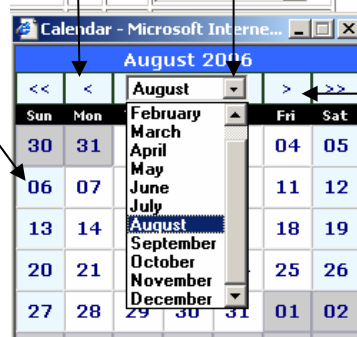 Calendar - Microsoft Interne...
August 2006
<< < August > >>
Sun Mon Fri Sat
February
March
April
May
June
July
August
September
October
November
December
30 31 04 05
06 07 11 12
13 14 18 19
20 21 25 26
27 28 29 30 31 01 02